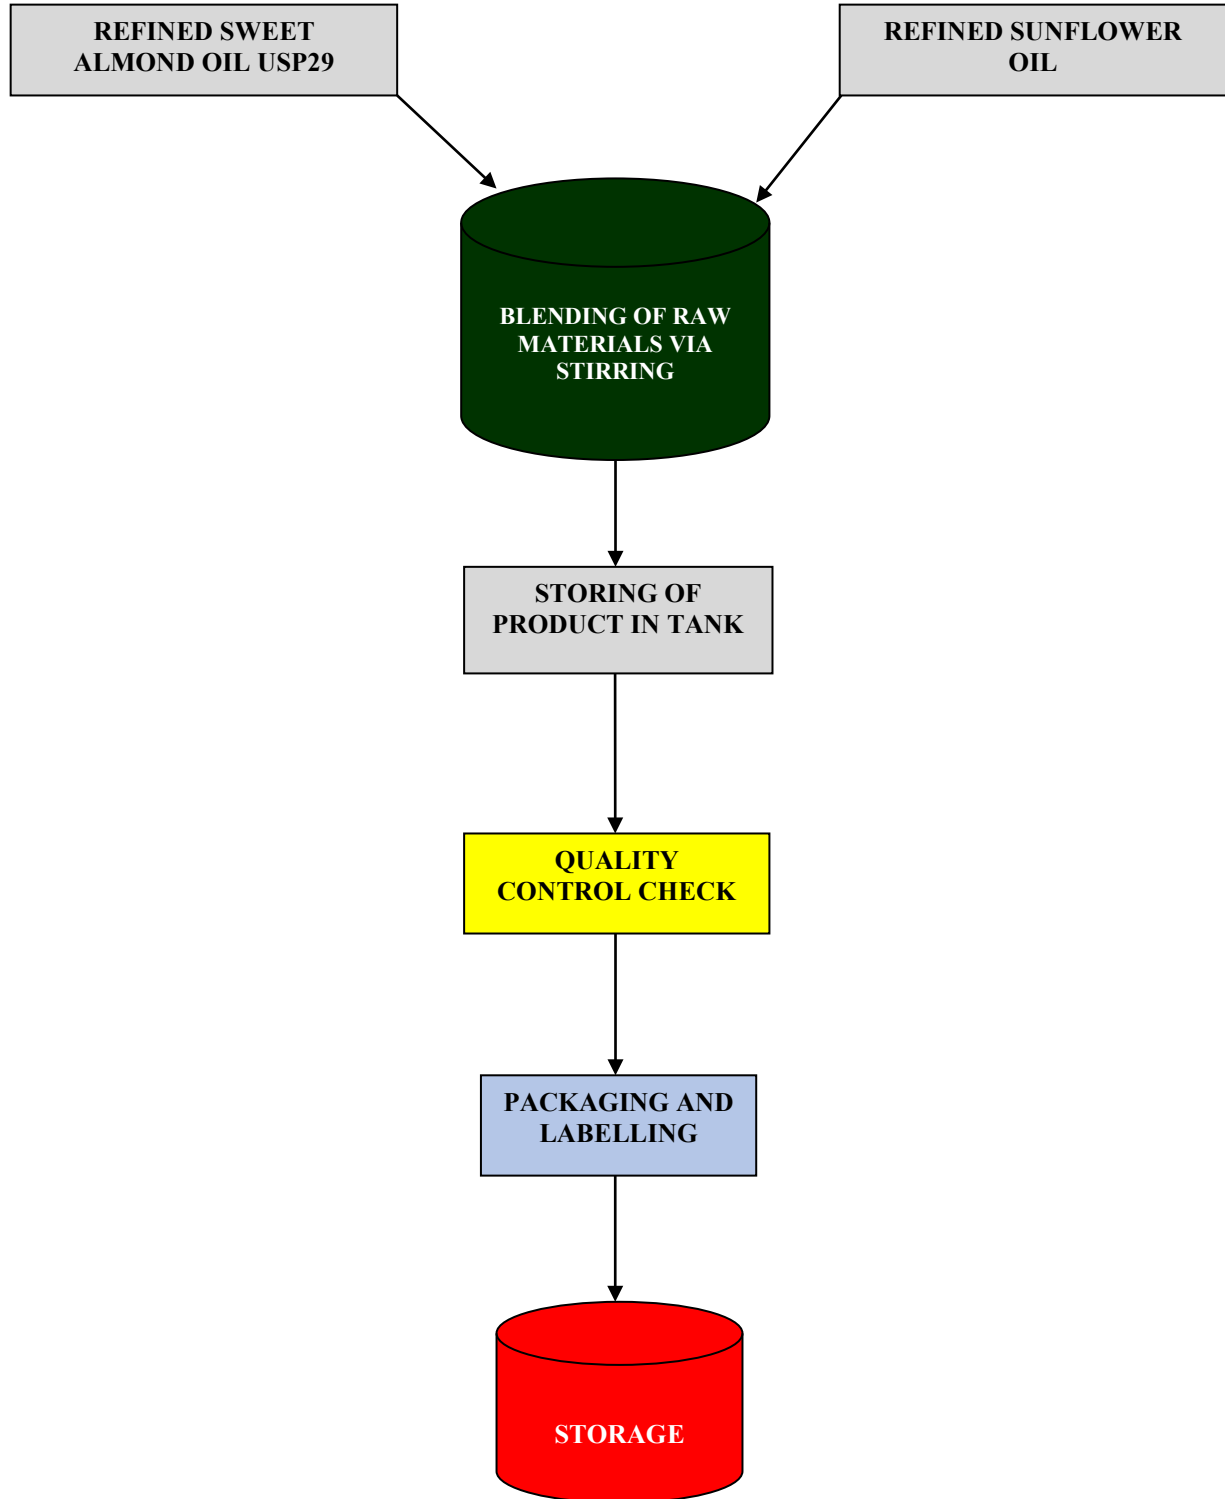 REFINED SWEET
ALMOND OIL USP29
REFINED SUNFLOWER
OIL
BLENDING OF RAW
MATERIALS VIA
STIRRING
STORING OF
PRODUCT IN TANK
QUALITY
CONTROL CHECK
PACKAGING AND
LABELLING
STORAGE